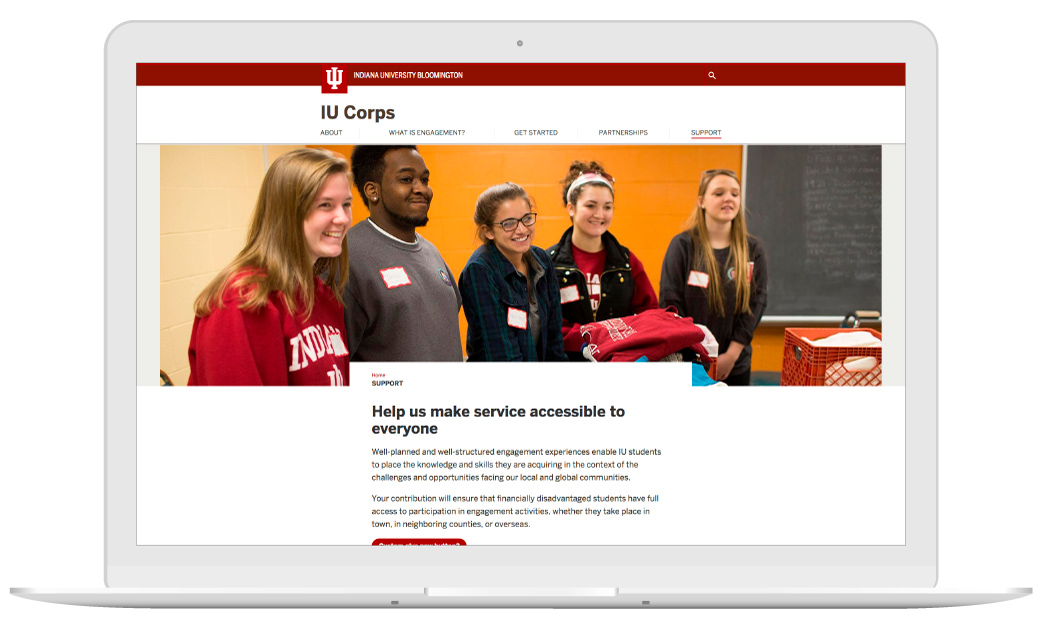 INDIANA UNIVERSITY BLOOMINGTON
IU Corps
ABOUT WHAT IS ENGAGEMENT? GET STARTED PARTNERSHIPS SUPPORT
Home
SUPPORT
Help us make service accessible to
everyone
Well-planned and well-structured engagement experiences enable IU students
to place the knowledge and skills they are acquiring in the context of the
challenges and opportunities facing our local and global communities.
Your contribution will ensure that financially disadvantaged students have full
access to participation in engagement activities, whether they take place in
town, in neighboring counties, or overseas.